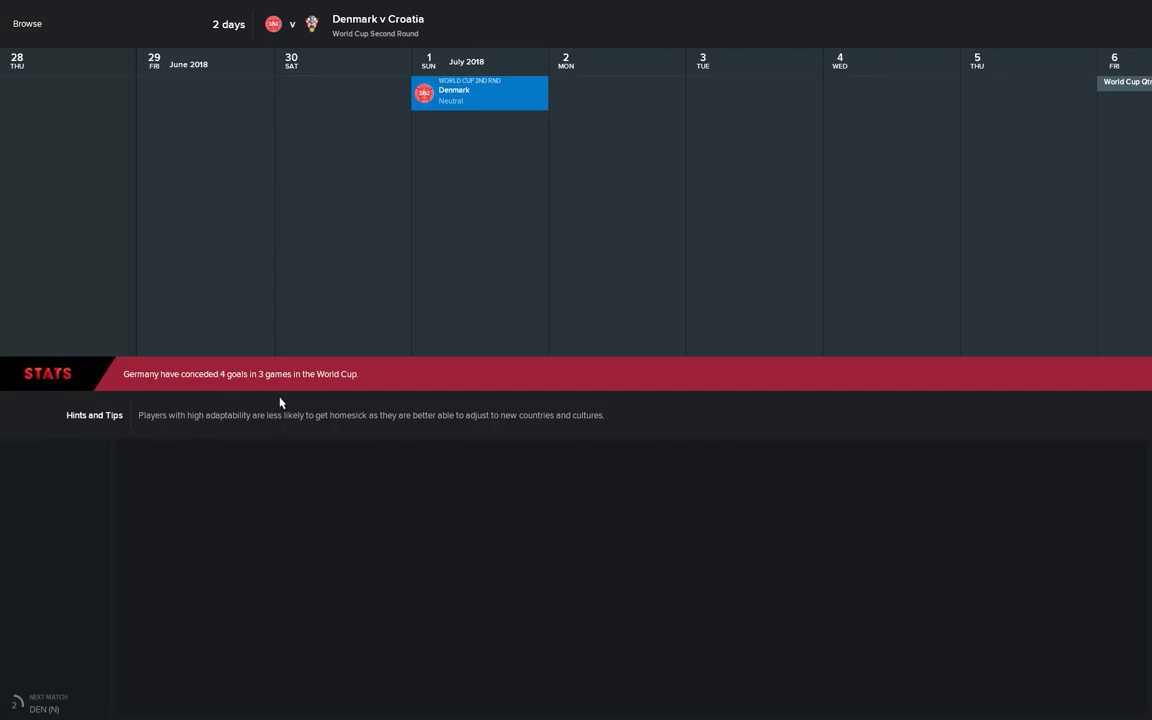 Browse
2 days
v
Denmark v Croatia
World Cup Second Round
28
THU
29
FRI
June 2018
30
SAT
1
SUN
July 2018
2
MON
3
TUE
4
WED
5
THU
6
FRI
WORLD CUP 2ND RND
Denmark
Neutral
World Cup Qtr
STATS
Germany have conceded 4 goals in 3 games in the World Cup.
Hints and Tips
Players with high adaptability are less likely to get homesick as they are better able to adjust to new countries and cultures.
2
NEXT MATCH
DEN (N)